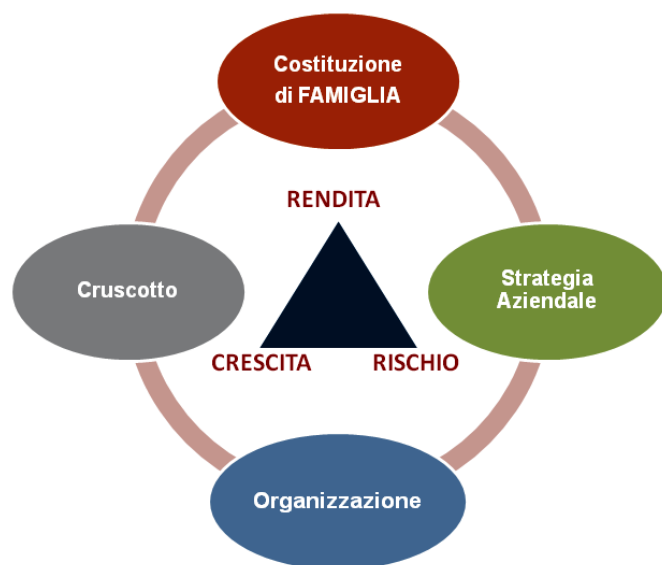 Costituzione
di FAMIGLIA
RENDITA
Cruscotto
Strategia
Aziendale
CRESCITA
RISCHIO
Organizzazione